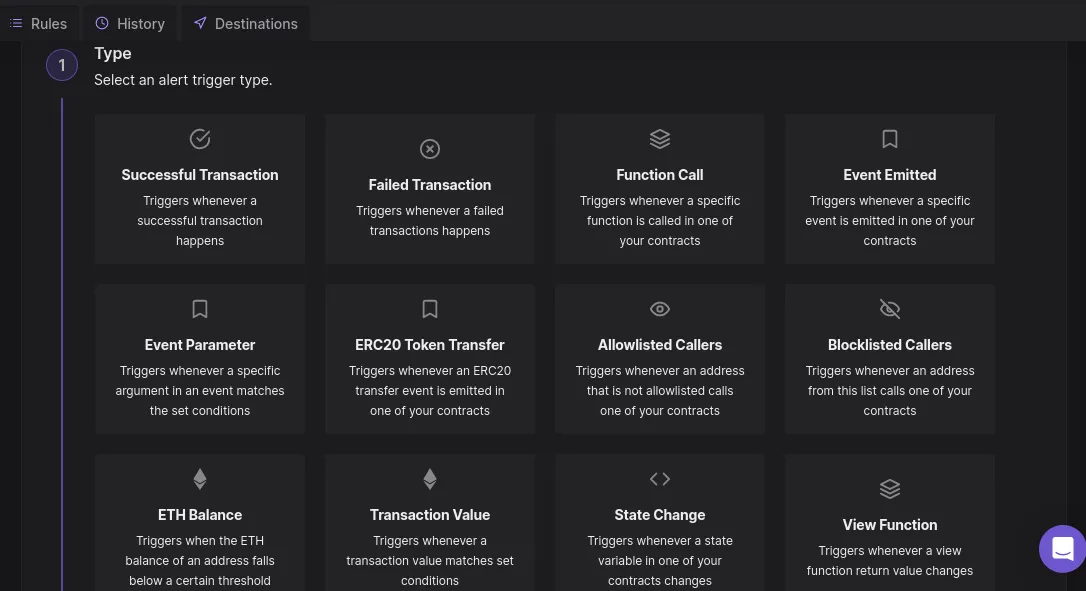 Rules
History
Destinations
1
Type
Select an alert trigger type.
Successful Transaction
Triggers whenever a
successful transaction
happens
Failed Transaction
Triggers whenever a failed
transactions happens
Function Call
Triggers whenever a specific
function is called in one of
your contracts
Event Emitted
Triggers whenever a specific
event is emitted in one of your
contracts
Event Parameter
Triggers whenever a specific
argument in an event matches
the set conditions
ERC20 Token Transfer
Triggers whenever an ERC20
transfer event is emitted in
one of your contracts
Allowlisted Callers
Triggers whenever an address
that is not allowlisted calls
one of your contracts
Blocklisted Callers
Triggers whenever an address
from this list calls one of your
contracts
ETH Balance
Triggers when the ETH
balance of an address falls
below a certain threshold
Transaction Value
Triggers whenever a
transaction value matches set
conditions
State Change
Triggers whenever a state
variable in one of your
contracts changes
View Function
Triggers whenever a view
function return value changes